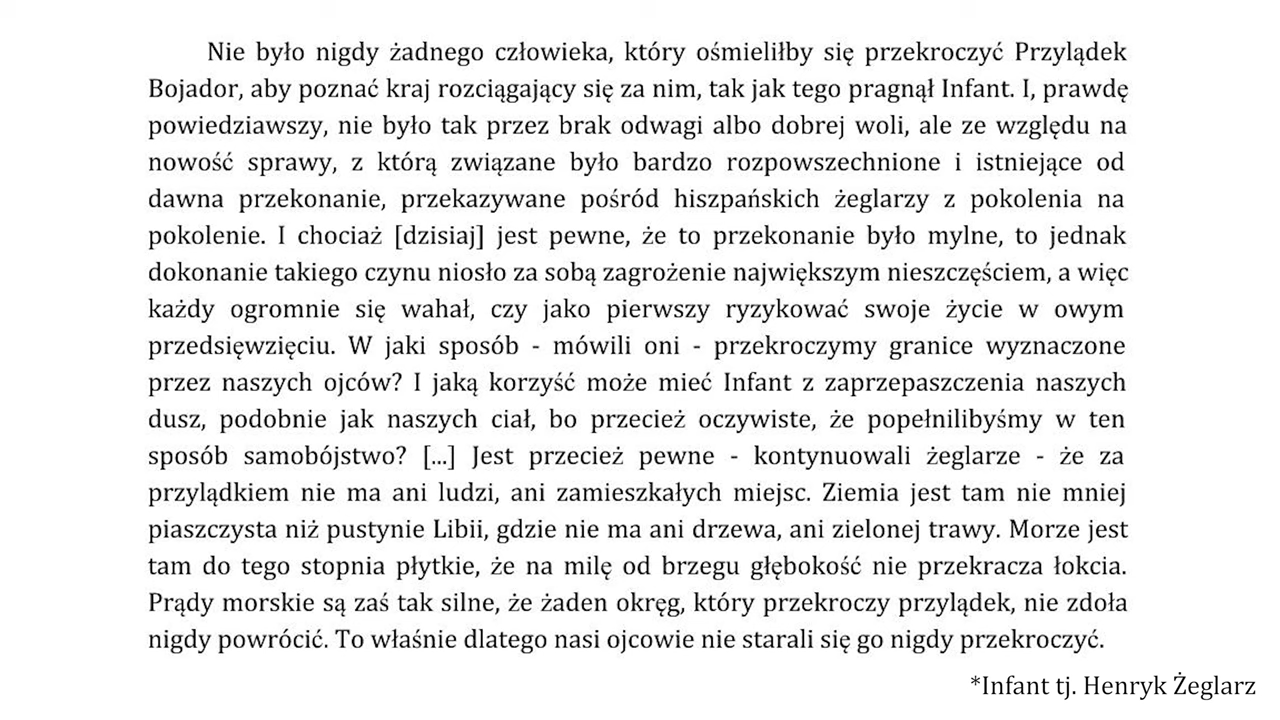 Nie było nigdy żadnego człowieka, który ośmieliłby się przekroczyć Przylądek
Bojador, aby poznać kraj rozciągający się za nim, tak jak tego pragnął Infant. I, prawdę
powiedziawszy, nie było tak przez brak odwagi albo dobrej woli, ale ze względu na
nowość sprawy, z którą związane było bardzo rozpowszechnione i istniejące od
dawna przekonanie, przekazywane pośród hiszpańskich żeglarzy z pokolenia na
pokolenie. I chociaż [dzisiaj] jest pewne, że to przekonanie było mylne, to jednak
dokonanie takiego czynu niosło za sobą zagrożenie największym nieszczęściem, a więc
każdy ogromnie się wahał, czy jako pierwszy ryzykować swoje życie w owym
przedsięwzięciu. W jaki sposób - mówili oni - przekroczymy granice wyznaczone
przez naszych ojców? I jaką korzyść może mieć Infant z zaprzepaszczenia naszych
dusz, podobnie jak naszych ciał, bo przecież oczywiste, że popełnilibyśmy w ten
sposób samobójstwo? [...] Jest przecież pewne - kontynuowali żeglarze - że za
przylądkiem nie ma ani ludzi, ani zamieszkałych miejsc. Ziemia jest tam nie mniej
piaszczysta niż pustynie Libii, gdzie nie ma ani drzewa, ani zielonej trawy. Morze jest
tam do tego stopnia płytkie, że na milę od brzegu głębokość nie przekracza łokcia.
Prądy morskie są zaś tak silne, że żaden okręg, który przekroczy przylądek, nie zdoła
nigdy powrócić. To właśnie dlatego nasi ojcowie nie starali się go nigdy przekroczyć.
*Infant tj. Henryk Żeglarz